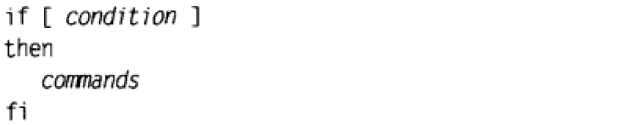 if [ condition ]
then
   commands
fi